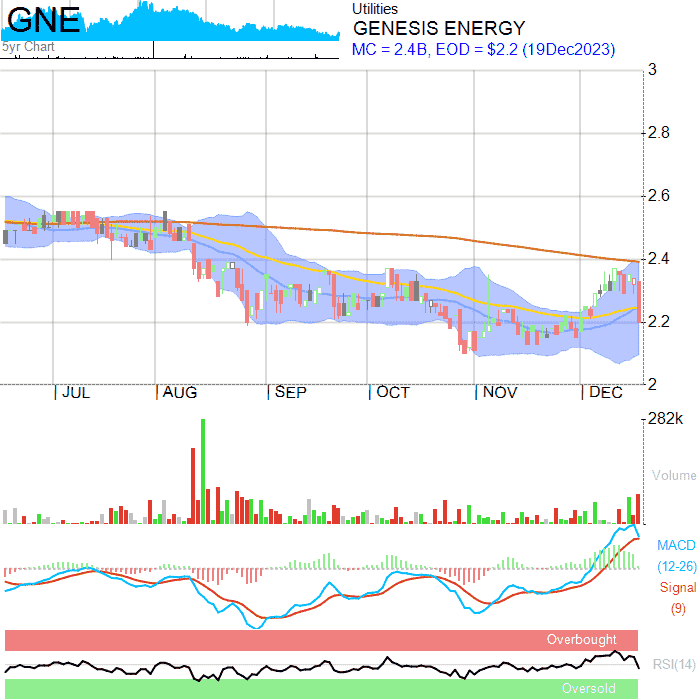 GNE
5yr Chart
Utilities
GENESIS ENERGY
MC = 2.4B, EOD = $2.2 (19Dec2023)
3
2.8
2.6
2.4
2.2
2
JUL
AUG
SEP
OCT
NOV
DEC
282k
Volume
MACD
(12-26)
Signal
(9)
Overbought
RSI(14)
Oversold